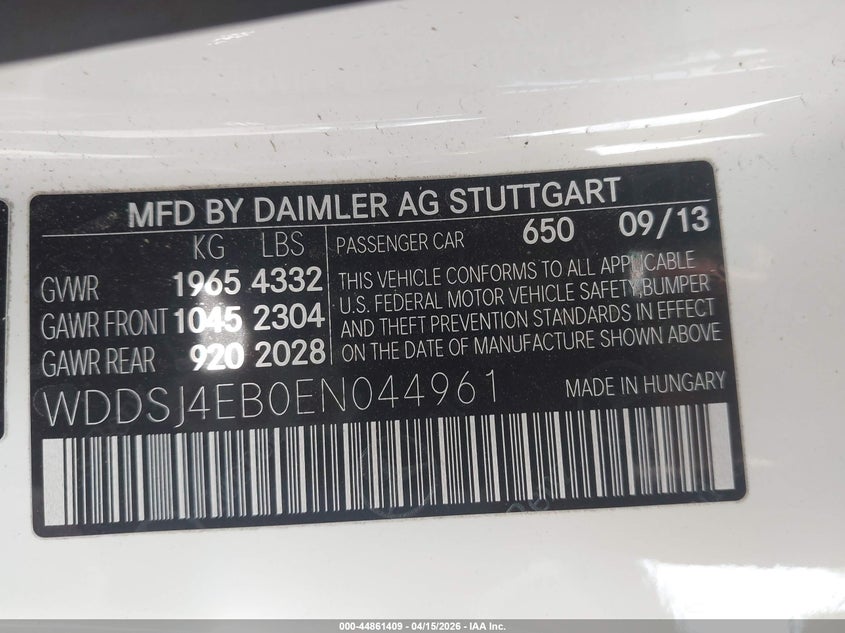 MFD BY DAIMLER AG STUTTGART
KG LBS
GVWR 1965 4332
GAWR FRONT 1045 2304
GAWR REAR 920 2028
PASSENGER CAR 650 09/13
THIS VEHICLE CONFORMS TO ALL APPLICABLE
U.S. FEDERAL MOTOR VEHICLE SAFETY,BUMPER
AND THEFT PREVENTION STANDARDS IN EFFECT
ON THE DATE OF MANUFACTURE SHOWN ABOVE
WDDSJ4EB0EN044961
MADE IN HUNGARY
000-44861409 - 04/15/2026 - IAA Inc.